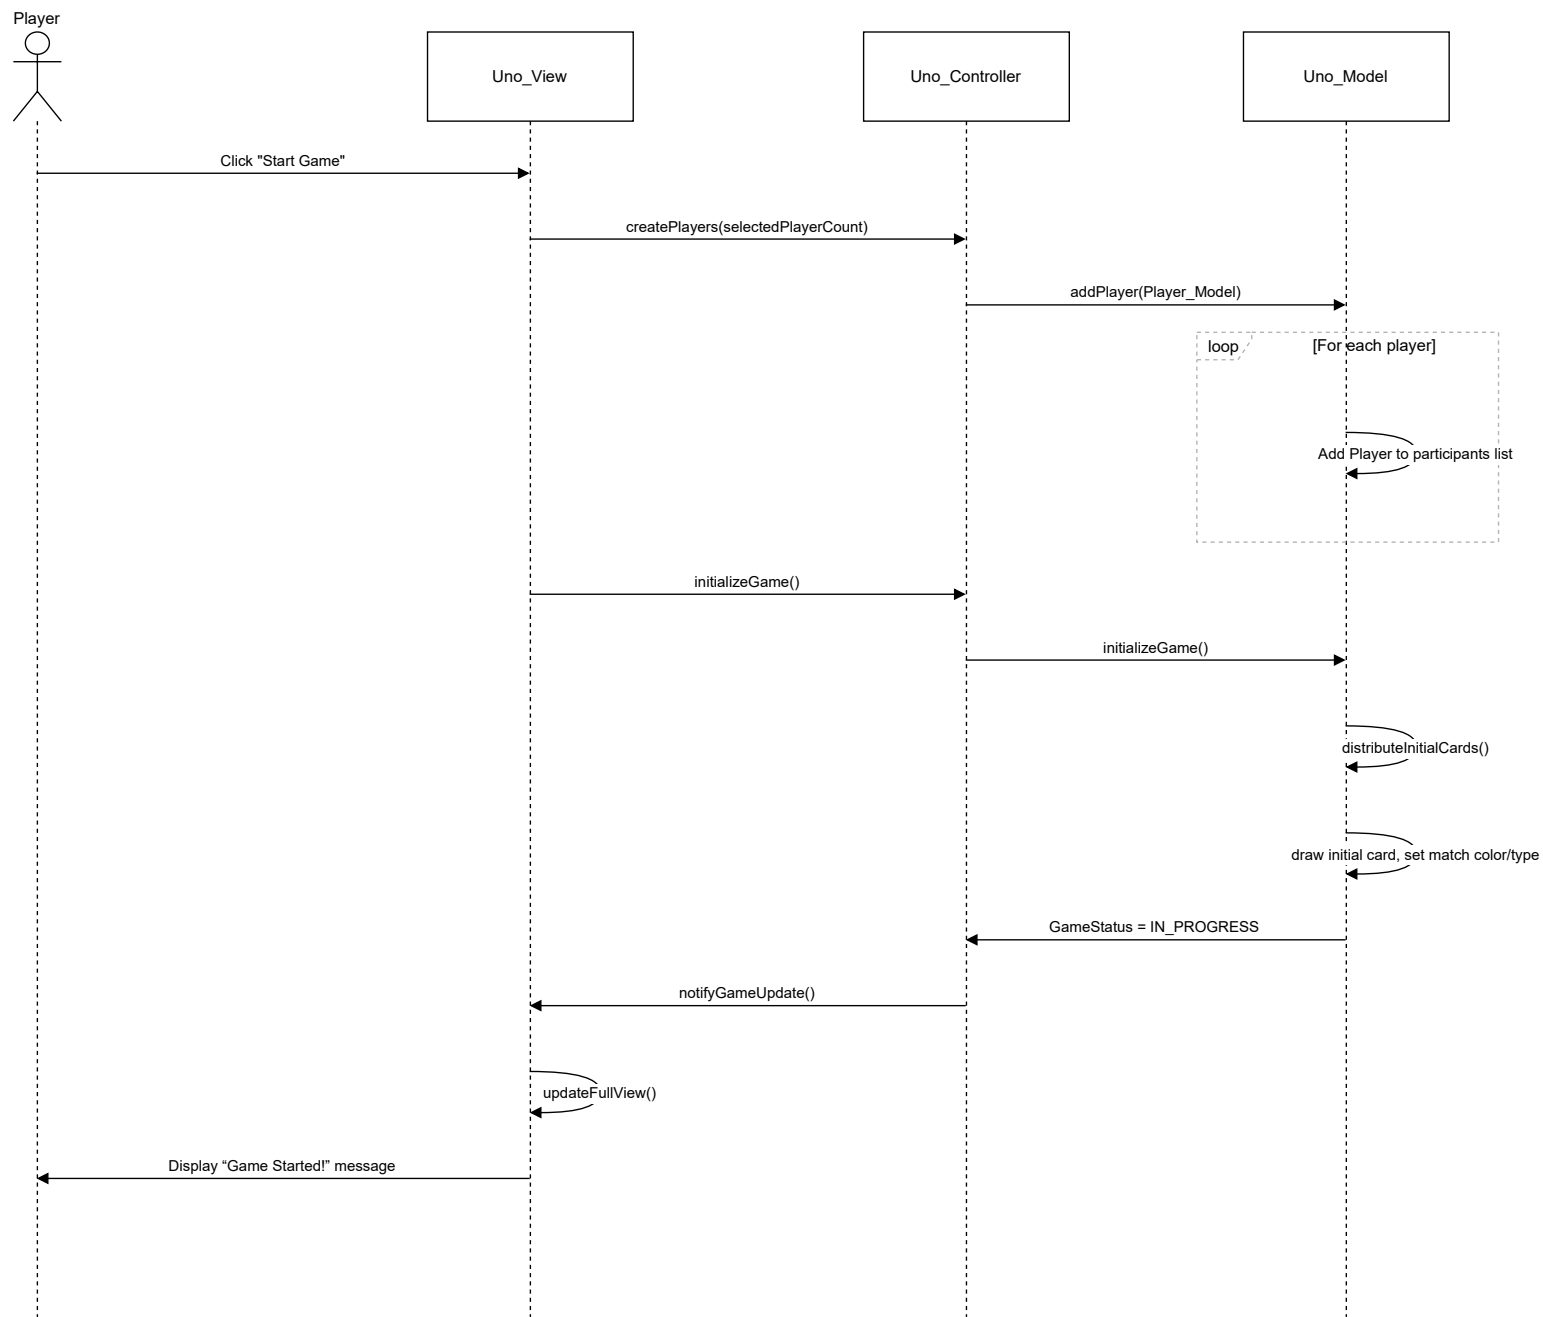 Player
Uno_View
Uno_Controller
Uno_Model
Click "Start Game"
createPlayers(selectedPlayerCount)
addPlayer(Player_Model)
loop
[For each player]
Add Player to participants list
initializeGame()
initializeGame()
distributeInitialCards()
draw initial card, set match color/type
GameStatus = IN_PROGRESS
notifyGameUpdate()
updateFullView()
Display “Game Started!” message